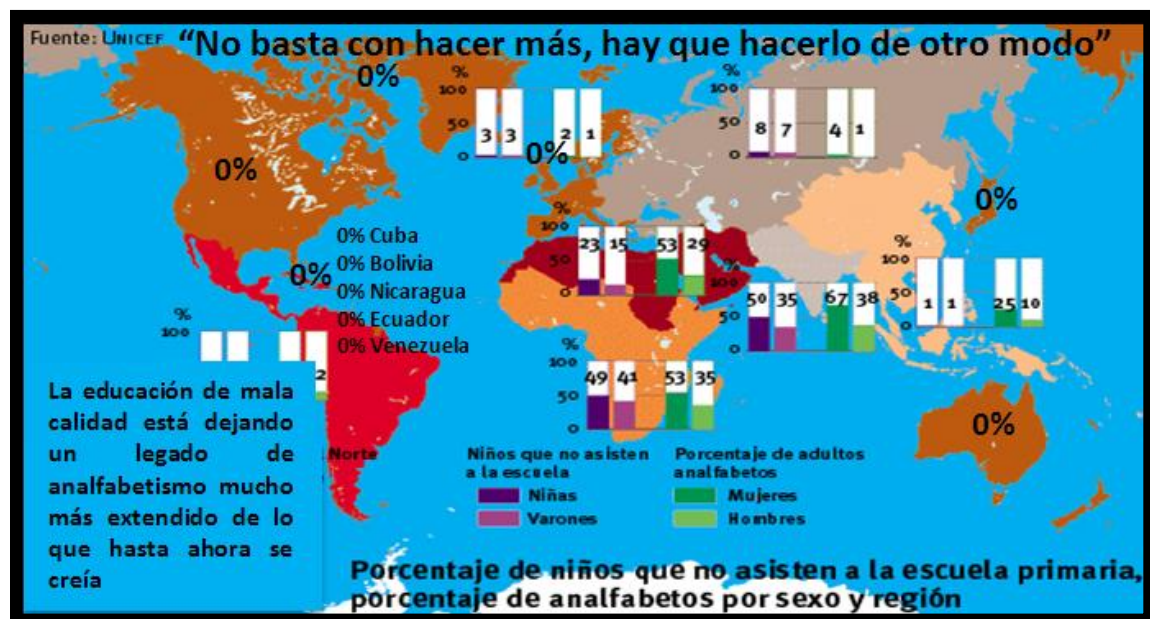 Fuente: UNICEF “No basta con hacer más, hay que hacerlo de otro modo”
0%
%
100
50
0
3 3 2 1
0%
%
100
50
0
8 7 4 1
0%
0%
%
100
50
0
23 15 53 29
0% Cuba
0% Bolivia
0% Nicaragua
0% Ecuador
0% Venezuela
0%
%
100
50
0
50 35 67 38
%
100
50
0
1 1 25 10
%
100
2
%
100
50
0
49 41 53 35
0%
La educación de mala
calidad está dejando
un legado de
analfabetismo mucho
más extendido de lo
que hasta ahora se
creía
Norte
Niños que no asisten
a la escuela
Niñas
Varones
Porcentaje de adultos
analfabetos
Mujeres
Hombres
Porcentaje de niños que no asisten a la escuela primaria,
porcentaje de analfabetos por sexo y región